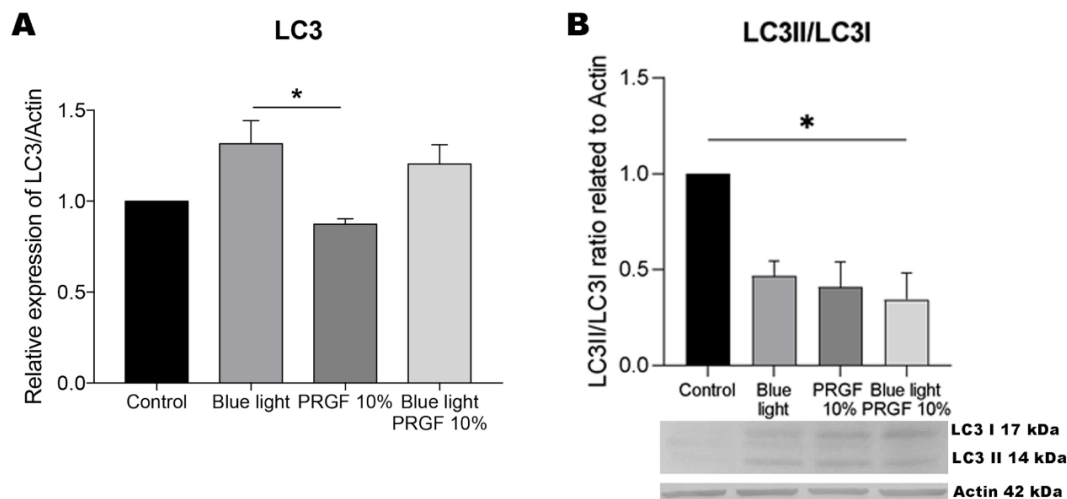 A
LC3
Relative expression of LC3/Actin
1.5
1.0
0.5
0.0
*
Control
Blue light
PRGF 10%
Blue light
PRGF 10%
B
LC3II/LC3I
LC3II/LC3I ratio related to Actin
1.5
1.0
0.5
0.0
*
Control
Blue
light
PRGF
10%
Blue light
PRGF 10%
LC3 I 17 kDa
LC3 II 14 kDa
Actin 42 kDa